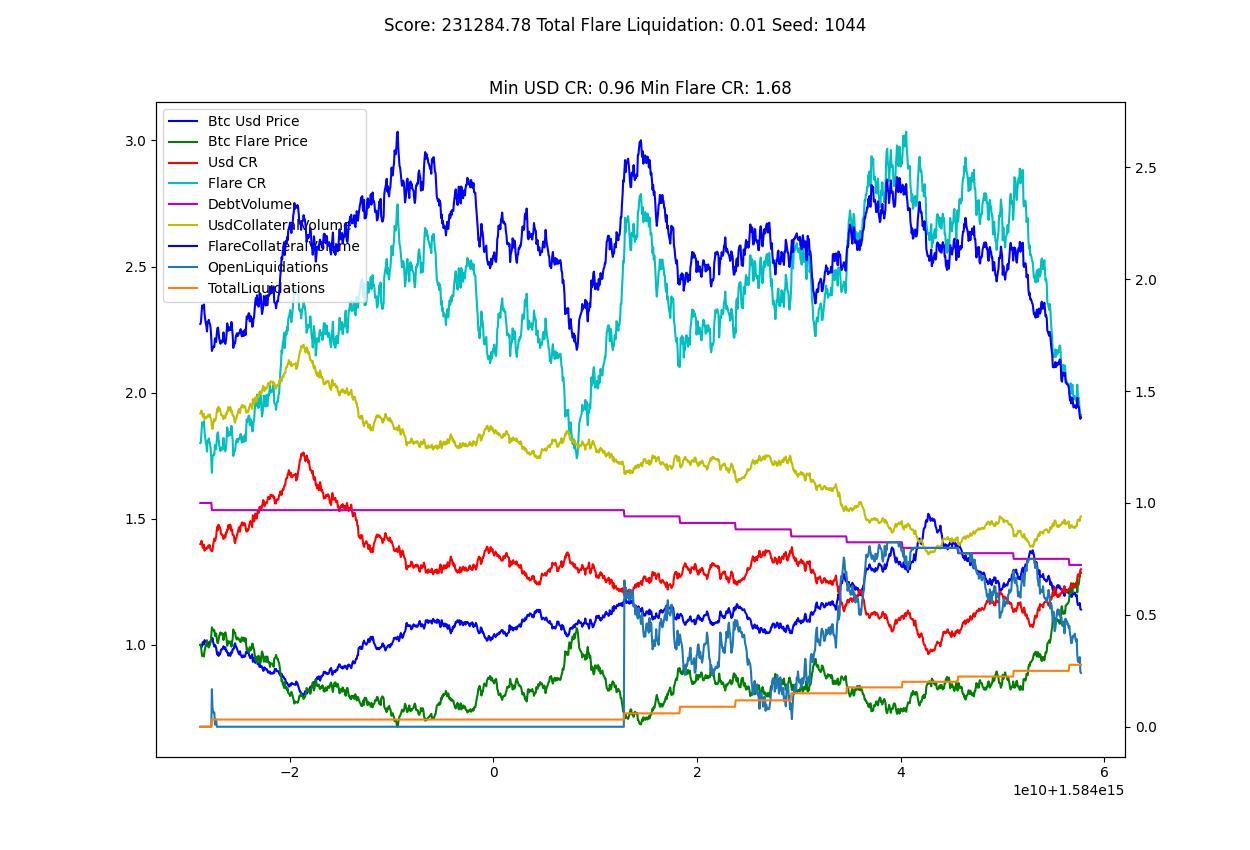 Score: 231284.78 Total Flare Liquidation: 0.01 Seed: 1044
Min USD CR: 0.96 Min Flare CR: 1.68
Btc Usd Price
Btc Flare Price
Usd CR
Flare CR
DebtVolume
UsdCollateralVolume
FlareCollateralVolume
OpenLiquidations
TotalLiquidations
3.0
2.5
2.0
1.5
1.0
2.5
2.0
1.5
1.0
0.5
0.0
−2 0 2 4 6
1e10+1.584e15